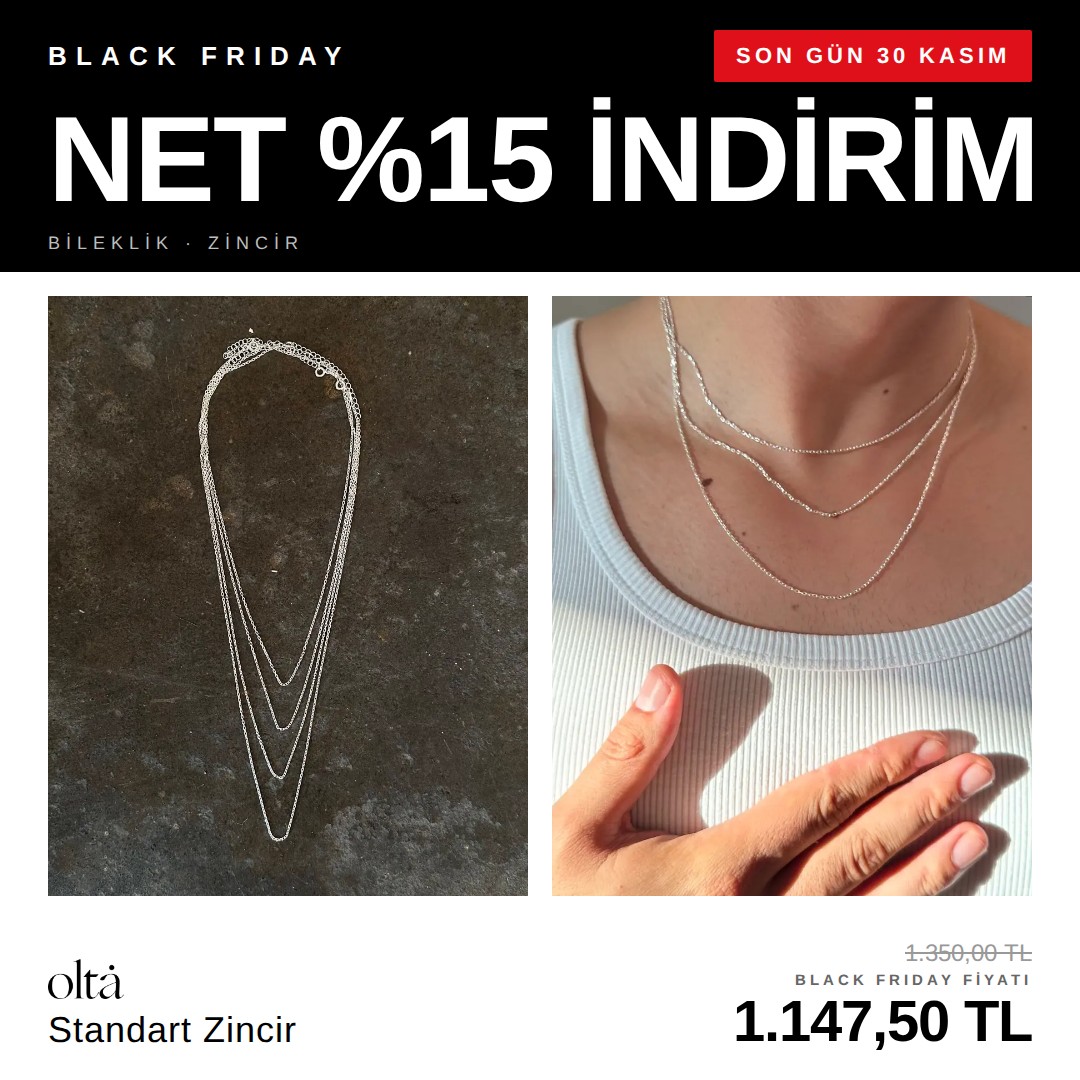 BLACK FRIDAY
SON GÜN 30 KASIM
NET %15 İNDİRİM
BİLEKLİK · ZİNCİR
olta
Standart Zincir
1.350,00 TL
BLACK FRIDAY FİYATI
1.147,50 TL